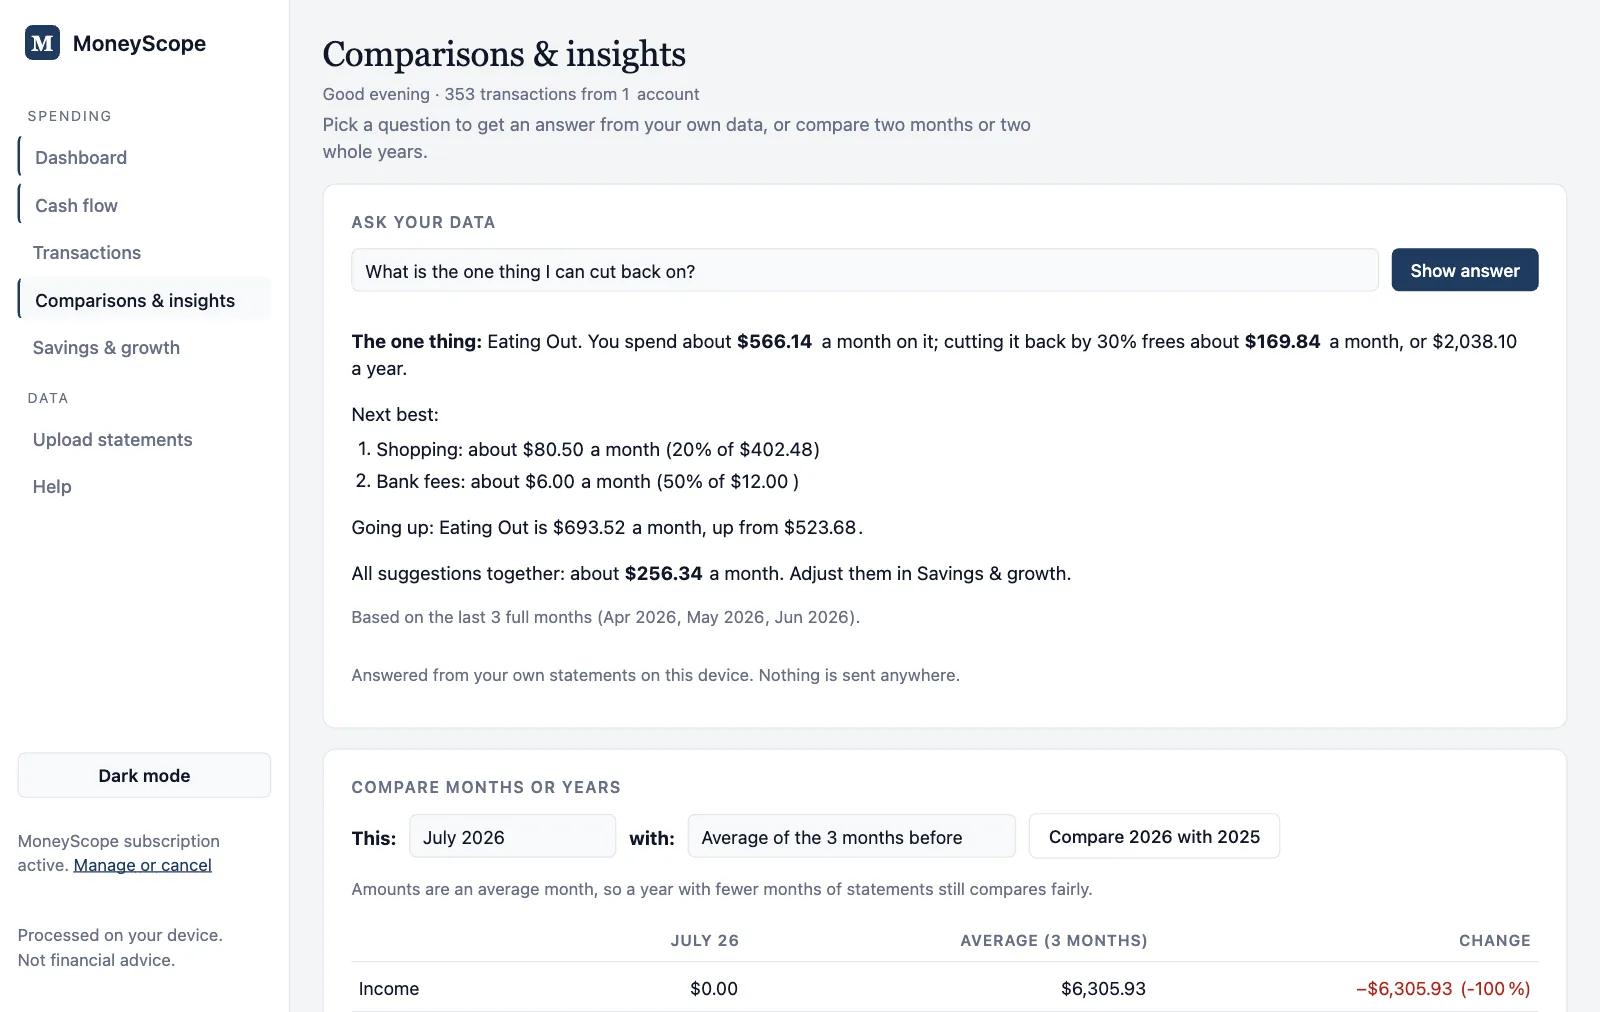 M MoneyScope
SPENDING
Dashboard
Cash flow
Transactions
Comparisons & insights
Savings & growth
DATA
Upload statements
Help
Dark mode
MoneyScope subscription
active. Manage or cancel
Processed on your device.
Not financial advice.
Comparisons & insights
Good evening · 353 transactions from 1 account
Pick a question to get an answer from your own data, or compare two months or two
whole years.
ASK YOUR DATA
What is the one thing I can cut back on?
Show answer
The one thing: Eating Out. You spend about $566.14 a month on it; cutting it back by 30% frees about $169.84 a month, or $2,038.10
a year.
Next best:
1. Shopping: about $80.50 a month (20% of $402.48)
2. Bank fees: about $6.00 a month (50% of $12.00 )
Going up: Eating Out is $693.52 a month, up from $523.68.
All suggestions together: about $256.34 a month. Adjust them in Savings & growth.
Based on the last 3 full months (Apr 2026, May 2026, Jun 2026).
Answered from your own statements on this device. Nothing is sent anywhere.
COMPARE MONTHS OR YEARS
This: July 2026 with: Average of the 3 months before Compare 2026 with 2025
Amounts are an average month, so a year with fewer months of statements still compares fairly.
JULY 26 AVERAGE (3 MONTHS) CHANGE
Income $0.00 $6,305.93 −$6,305.93 (-100 %)